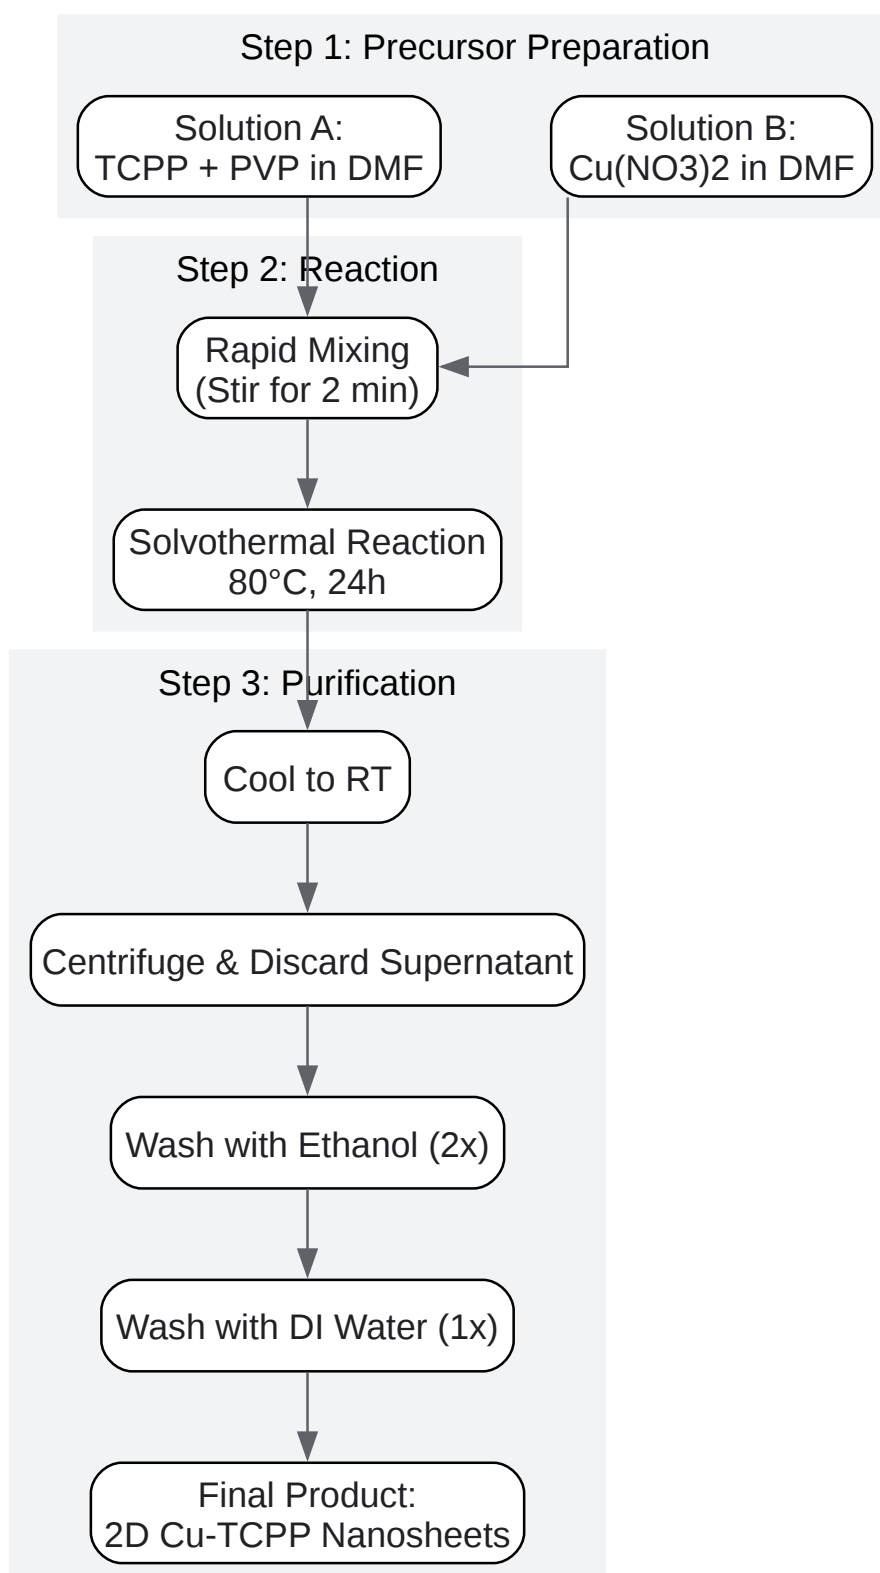 Step 1: Precursor Preparation
Solution A:
TCPP + PVP in DMF
Solution B:
Cu(NO3)2 in DMF
Step 2: Reaction
Rapid Mixing
(Stir for 2 min)
Solvothermal Reaction
80°C, 24h
Step 3: Purification
Cool to RT
Centrifuge & Discard Supernatant
Wash with Ethanol (2x)
Wash with DI Water (1x)
Final Product:
2D Cu-TCPP Nanosheets